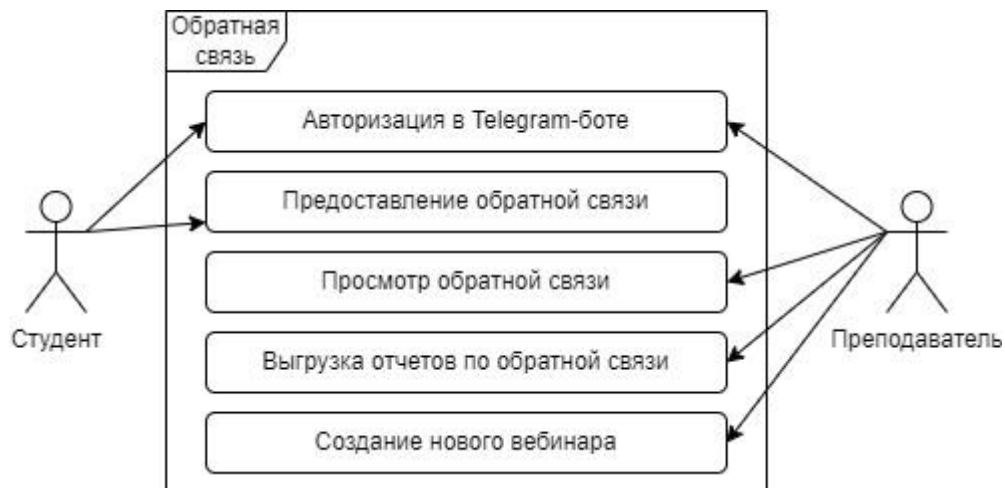 Обратная
связь
Авторизация в Telegram-боте
Предоставление обратной связи
Просмотр обратной связи
Студент
Преподаватель
Выгрузка отчетов по обратной связи
Создание нового вебинара